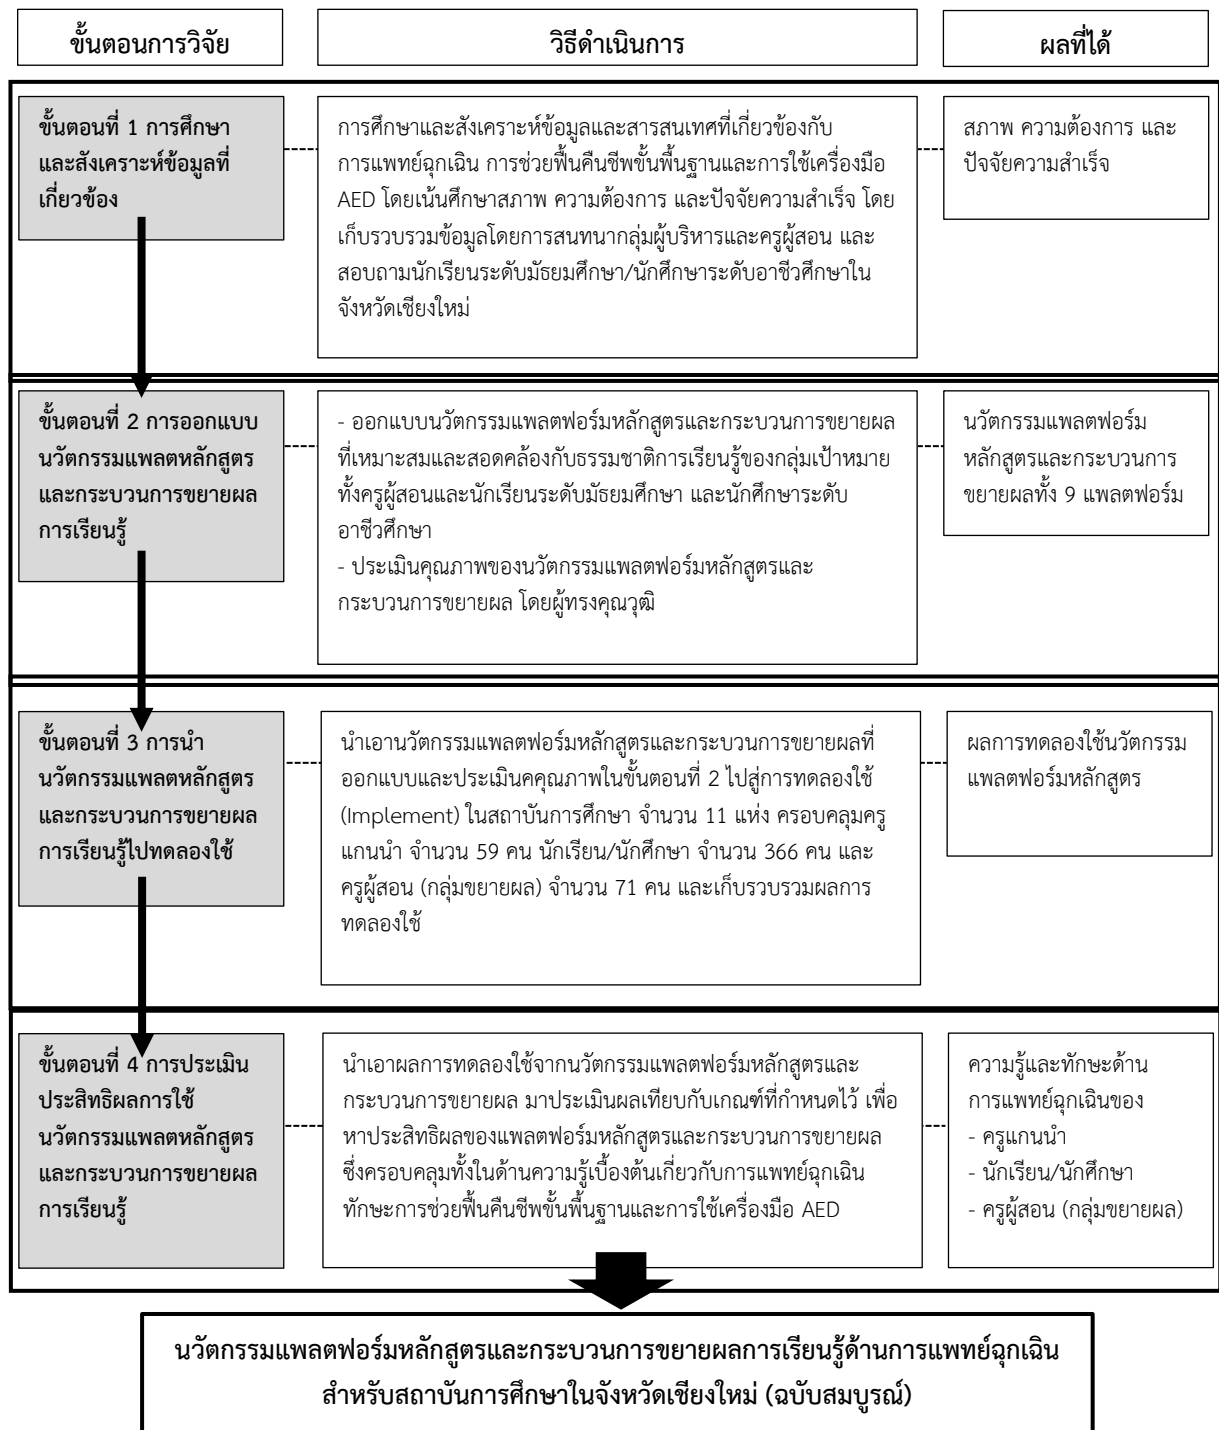 ขั้นตอนการวิจัย
วิธีดำเนินการ
ผลที่ได้
ขั้นตอนที่ 1 การศึกษา
และสังเคราะห์ข้อมูลที่
เกี่ยวข้อง
การศึกษาและสังเคราะห์ข้อมูลและสารสนเทศที่เกี่ยวข้องกับ
การแพทย์ฉุกเฉิน การช่วยฟื้นคืนชีพขั้นพื้นฐานและการใช้เครื่องมือ
AED โดยเน้นศึกษาสภาพ ความต้องการ และปัจจัยความสำเร็จ โดย
เก็บรวบรวมข้อมูลโดยการสนทนากลุ่มผู้บริหารและครูผู้สอน และ
สอบถามนักเรียนระดับมัธยมศึกษา/นักศึกษาระดับอาชีวศึกษาใน
จังหวัดเชียงใหม่
สภาพ ความต้องการ และ
ปัจจัยความสำเร็จ
ขั้นตอนที่ 2 การออกแบบ
นวัตกรรมแพลตหลักสูตร
และกระบวนการขยายผล
การเรียนรู้
- ออกแบบนวัตกรรมแพลตฟอร์มหลักสูตรและกระบวนการขยายผล
ที่เหมาะสมและสอดคล้องกับธรรมชาติการเรียนรู้ของกลุ่มเป้าหมาย
ทั้งครูผู้สอนและนักเรียนระดับมัธยมศึกษา และนักศึกษาระดับ
อาชีวศึกษา
- ประเมินคุณภาพของนวัตกรรมแพลตฟอร์มหลักสูตรและ
กระบวนการขยายผล โดยผู้ทรงคุณวุฒิ
นวัตกรรมแพลตฟอร์ม
หลักสูตรและกระบวนการ
ขยายผลทั้ง 9 แพลตฟอร์ม
ขั้นตอนที่ 3 การนำ
นวัตกรรมแพลตหลักสูตร
และกระบวนการขยายผล
การเรียนรู้ไปทดลองใช้
นำเอานวัตกรรมแพลตฟอร์มหลักสูตรและกระบวนการขยายผลที่
ออกแบบและประเมินคคุณภาพในขั้นตอนที่ 2 ไปสู่การทดลองใช้
(Implement) ในสถาบันการศึกษา จำนวน 11 แห่ง ครอบคลุมครู
แกนนำ จำนวน 59 คน นักเรียน/นักศึกษา จำนวน 366 คน และ
ครูผู้สอน (กลุ่มขยายผล) จำนวน 71 คน และเก็บรวบรวมผลการ
ทดลองใช้
ผลการทดลองใช้นวัตกรรม
แพลตฟอร์มหลักสูตร
ขั้นตอนที่ 4 การประเมิน
ประสิทธิผลการใช้
นวัตกรรมแพลตหลักสูตร
และกระบวนการขยายผล
การเรียนรู้
นำเอาผลการทดลองใช้จากนวัตกรรมแพลตฟอร์มหลักสูตรและ
กระบวนการขยายผล มาประเมินผลเทียบกับเกณฑ์ที่กำหนดไว้ เพื่อ
หาประสิทธิผลของแพลตฟอร์มหลักสูตรและกระบวนการขยายผล
ซึ่งครอบคลุมทั้งในด้านความรู้เบื้องต้นเกี่ยวกับการแพทย์ฉุกเฉิน
ทักษะการช่วยฟื้นคืนชีพขั้นพื้นฐานและการใช้เครื่องมือ AED
ความรู้และทักษะด้าน
การแพทย์ฉุกเฉินของ
- ครูแกนนำ
- นักเรียน/นักศึกษา
- ครูผู้สอน (กลุ่มขยายผล)
นวัตกรรมแพลตฟอร์มหลักสูตรและกระบวนการขยายผลการเรียนรู้ด้านการแพทย์ฉุกเฉิน
สำหรับสถาบันการศึกษาในจังหวัดเชียงใหม่ (ฉบับสมบูรณ์)